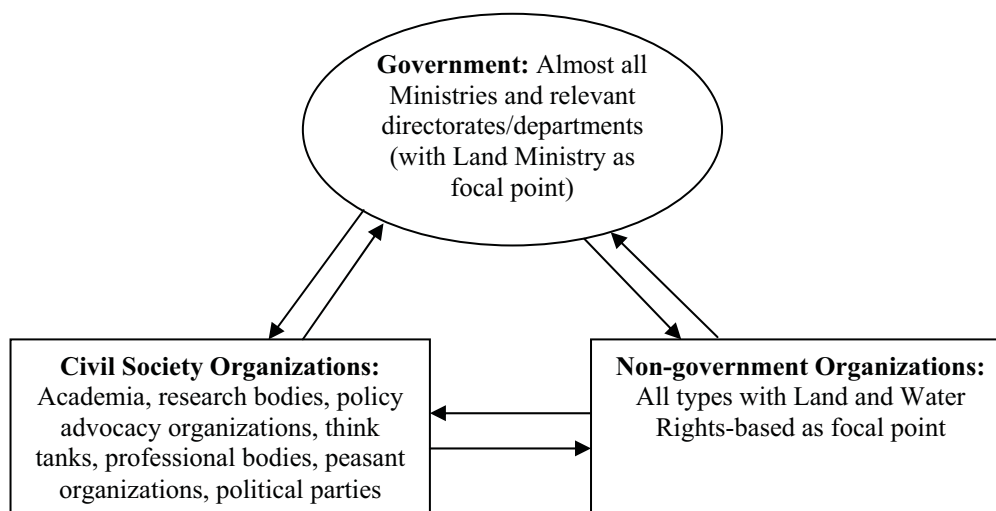 Government: Almost all
Ministries and relevant
directorates/departments
(with Land Ministry as
focal point)
Civil Society Organizations:
Academia, research bodies, policy
advocacy organizations, think
tanks, professional bodies, peasant
organizations, political parties
Non-government Organizations:
All types with Land and Water
Rights-based as focal point